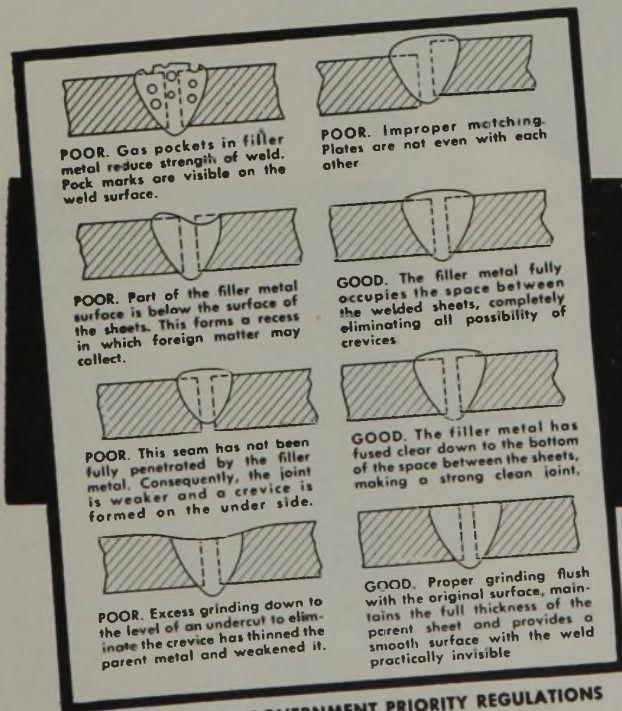 POOR. Gas pockets in filler
metal reduce strength of weld.
Pock marks are visible on the
weld surface.
POOR. Improper matching.
Plates are not even with each
other
POOR. Part of the filler metal
surface is below the surface of
the sheets. This forms a recess
in which foreign matter may
collect.
GOOD. The filler metal fully
occupies the space between
the welded sheets, completely
eliminating all possibility of
crevices
POOR. This seam has not been
fully penetrated by the filler
metal. Consequently, the joint
is weaker and a crevice is
formed on the under side.
GOOD. The filler metal has
fused clear down to the bottom
of the space between the sheets,
making a strong clean joint.
POOR. Excess grinding down to
the level of an undercut to elim-
inate the crevice has thinned the
parent metal and weakened it.
GOOD. Proper grinding flush
with the original surface, main-
tains the full thickness of the
parent sheet and provides a
smooth surface with the weld
practically invisible
PRIORITY REGULATIONS